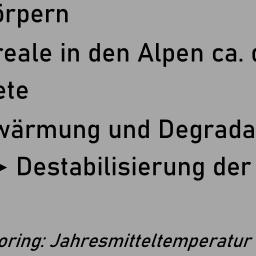 örpern
reale in den Alpen ca.
ete
wärmung und Degrada
▸ Destabilisierung der
oring: Jahresmitteltemperatur